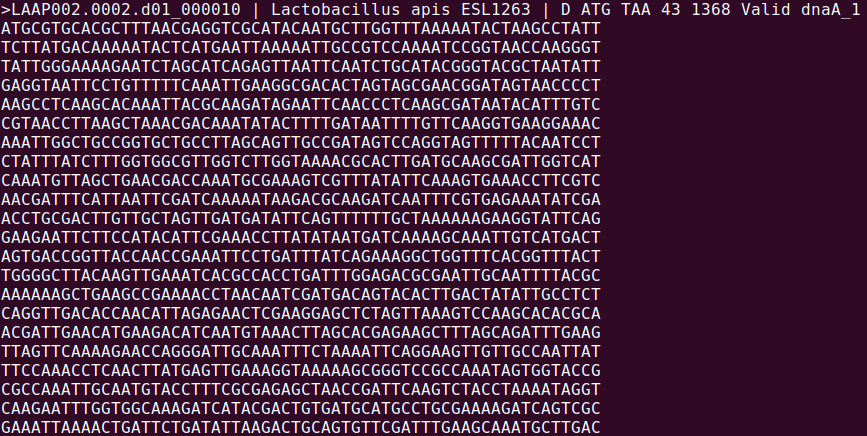 >LAAP002.0002.d01_000010 | Lactobacillus apis ESL1263 | D ATG TAA 43 1368 Valid dnaA_1
ATGCGTGCACGCTTTAACGAGGTCGCATACAATGCTTGGTTTAAAAATACTAAGCCTATT
TCTTATGACAAAAATACTCATGAATTAAAAATTGCCGTCCAAAATCCGGTAACCAAGGGT
TATTGGGAAAAGAATCTAGCATCAGAGTTAATTCAATCTGCATACGGGTACGCTAATATT
GAGGTAATTCCTGTTTTTCAAATTGAAGGCGACACTAGTAGCGAACGGATAGTAACCCCT
AAGCCTCAAGCACAAATTACGCAAGATAGAATTCAACCCTCAAGCGATAATACATTTGTC
CGTAACCTTAAGCTAAACGACAAATATACTTTTGATAATTTTGTTCAAGGTGAAGGAAAC
AAATTGGCTGCCGGTGCTGCCTTAGCAGTTGCCGATAGTCCAGGTAGTTTTTACAATCCT
CTATTTATCTTTGGTGGCGTTGGTCTTGGTAAAACGCACTTGATGCAAGCGATTGGTCAT
CAAATGTTAGCTGAACGACCAAATGCGAAAGTCGTTTATATTCAAAGTGAAACCTTCGTC
AACGATTTCATTAATTCGATCAAAAATAAGACGCAAGATCAATTTCGTGAGAAATATCGA
ACCTGCGACTTGTTGCTAGTTGATGATATTCAGTTTTTTGCTAAAAAAGAAGGTATTCAG
GAAGAATTCTTCCATACATTCGAAACCTTATATAATGATCAAAAGCAAATTGTCATGACT
AGTGACCGGTTACCAACCGAAATTCCTGATTTATCAGAAAGGCTGGTTTCACGGTTTACT
TGGGGCTTACAAGTTGAAATCACGCCACCTGATTTGGAGACGCGAATTGCAATTTTACGC
AAAAAAGCTGAAGCCGAAAACCTAACAATCGATGACAGTACACTTGACTATATTGCCTCT
CAGGTTGACACCAACATTAGAGAACTCGAAGGAGCTCTAGTTAAAGTCCAAGCACACGCA
ACGATTGAACATGAAGACATCAATGTAAACTTAGCACGAGAAGCTTTAGCAGATTTGAAG
TTAGTTCAAAAGAACCAGGGATTGCAAATTTCTAAAATTCAGGAAGTTGTTGCCAATTAT
TTCCAAACCTCAACTTATGAGTTGAAAGGTAAAAAGCGGGTCCGCCAAATAGTGGTACCG
CGCCAAATTGCAATGTACCTTTCGCGAGAGCTAACCGATTCAAGTCTACCTAAAATAGGT
CAAGAATTTGGTGGCAAAGATCATACGACTGTGATGCATGCCTGCGAAAAGATCAGTCGC
GAAATTAAAACTGATTCTGATATTAAGACTGCAGTGTTCGATTTGAAGCAAATGCTTGAC